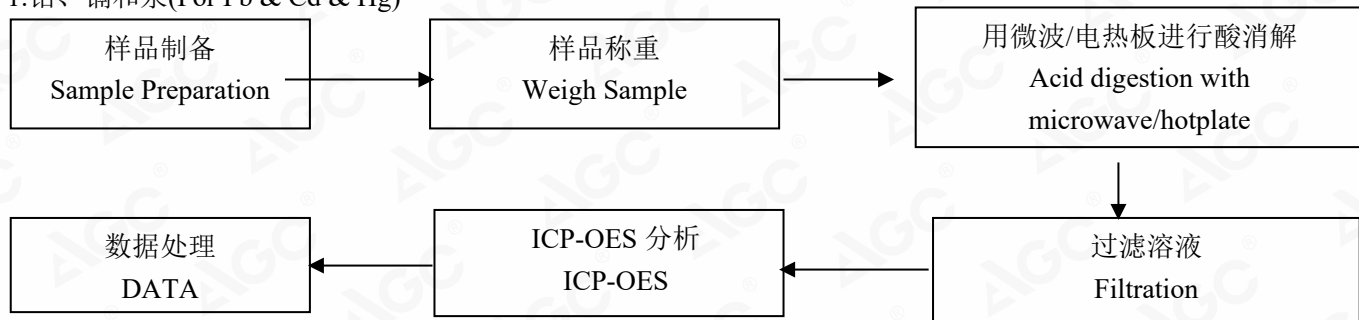 1.铅、镉和汞(For Pb & Cd & Hg)
样品制备
Sample Preparation
样品称重
Weigh Sample
用微波/电热板进行酸消解
Acid digestion with
microwave/hotplate
过滤溶液
Filtration
ICP-OES 分析
ICP-OES
数据处理
DATA
AGC